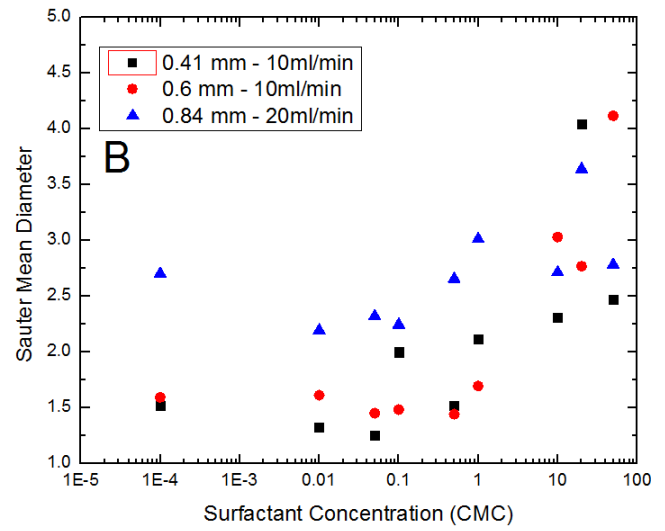 5.0
4.5
4.0
3.5
3.0
2.5
2.0
1.5
1.0
Sauter Mean Diameter
0.41 mm - 10ml/min
0.6 mm - 10ml/min
0.84 mm - 20ml/min
B
1E-5 1E-4 1E-3 0.01 0.1 1 10 100
Surfactant Concentration (CMC)